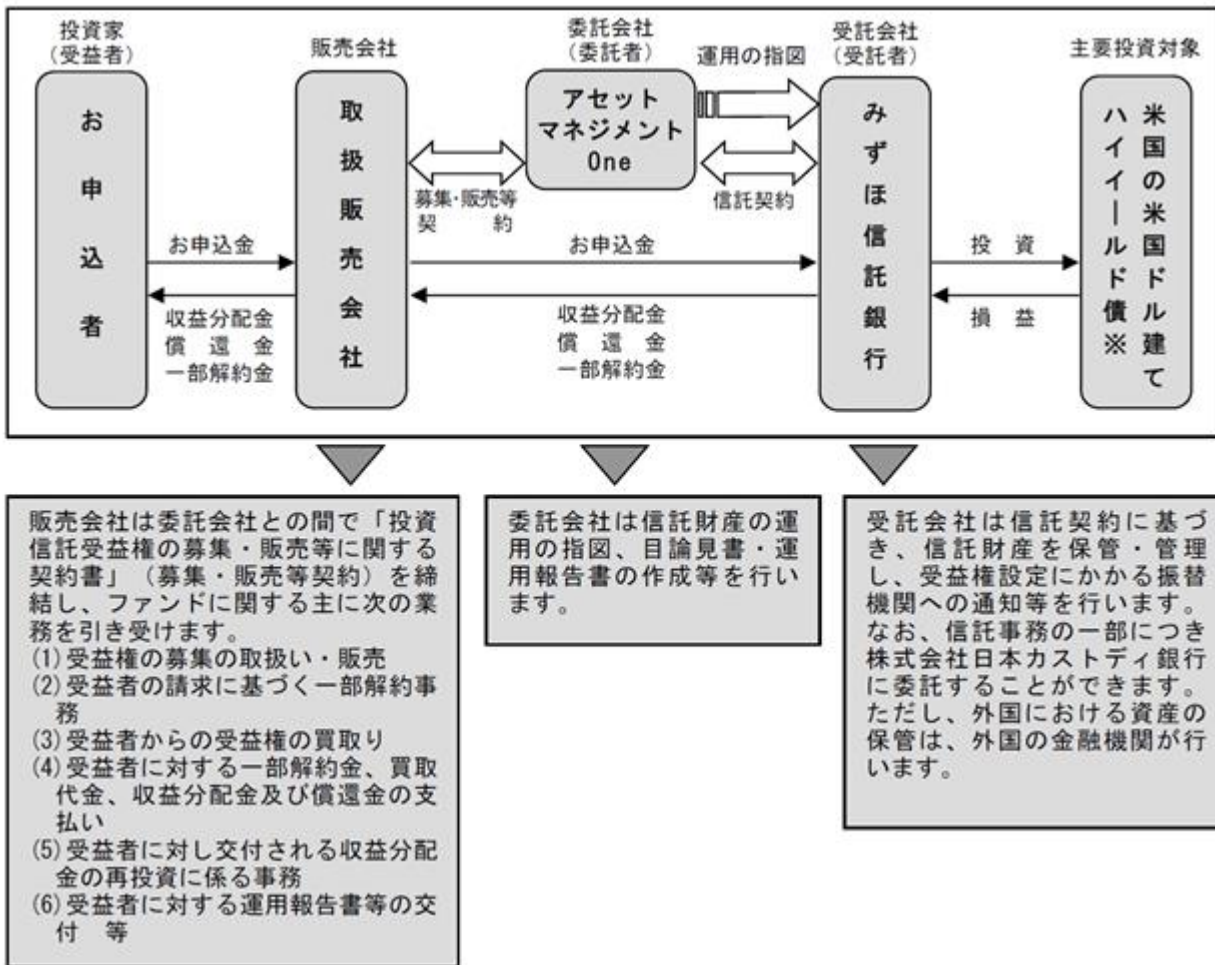 投資家
(受益者)
お申込者
販売会社
取扱販売会社
委託会社
(委託者)
アセット
マネジメント
One
運用の指図
受託会社
(受託者)
みずほ信託銀行
主要投資対象
米国の米国ドル建て
ハイイールド債※
募集・販売等
契　　約
信託契約
お申込金
お申込金
投　資
収益分配金
償　還　金
一部解約金
収益分配金
償　還　金
一部解約金
損　益
販売会社は委託会社との間で「投資
信託受益権の募集・販売等に関する
契約書」（募集・販売等契約）を締
結し、ファンドに関する主に次の業
務を引き受けます。
(1)受益権の募集の取扱い・販売
(2)受益者の請求に基づく一部解約事
務
(3)受益者からの受益権の買取り
(4)受益者に対する一部解約金、買取
代金、収益分配金及び償還金の支
払い
(5)受益者に対し交付される収益分配
金の再投資に係る事務
(6)受益者に対する運用報告書等の交
付　等
委託会社は信託財産の運
用の指図、目論見書・運
用報告書の作成等を行い
ます。
受託会社は信託契約に基づ
き、信託財産を保管・管理
し、受益権設定にかかる振替
機関への通知等を行います。
なお、信託事務の一部につき
株式会社日本カストディ銀行
に委託することができます。
ただし、外国における資産の
保管は、外国の金融機関が行
います。